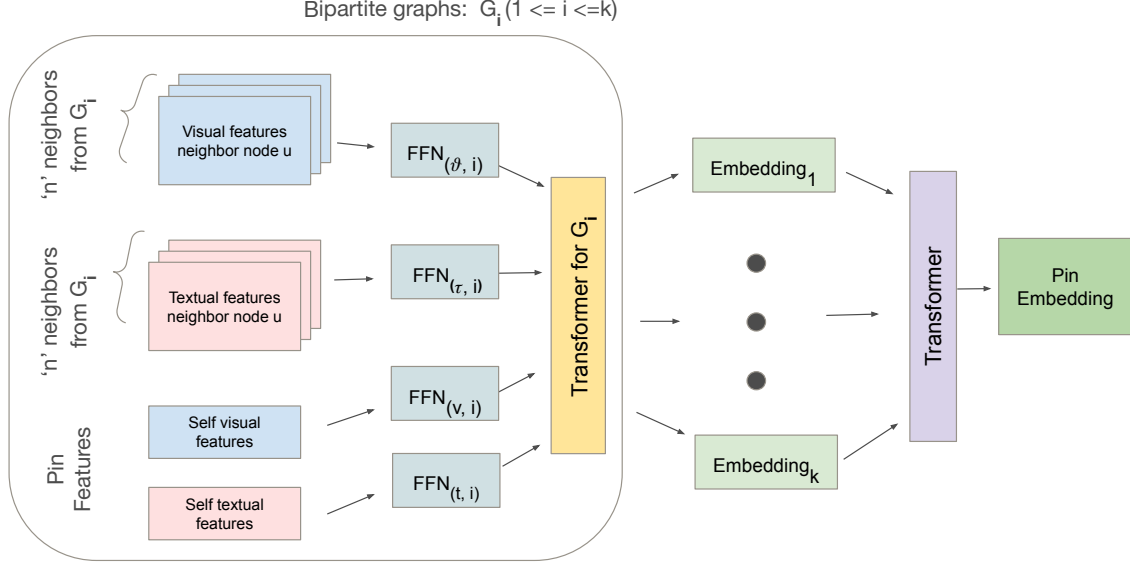 Bipartite graphs: G_i (1 <= i <=k)
'n' neighbors
from G_i
Visual features
neighbor node u
FFN_(ϑ, i)
'n' neighbors
from G_i
Textual features
neighbor node u
FFN_(τ, i)
Pin
Features
Self visual
features
FFN_(v, i)
Self textual
features
FFN_(t, i)
Transformer for G_i
Embedding_1
Embedding_k
Transformer
Pin
Embedding